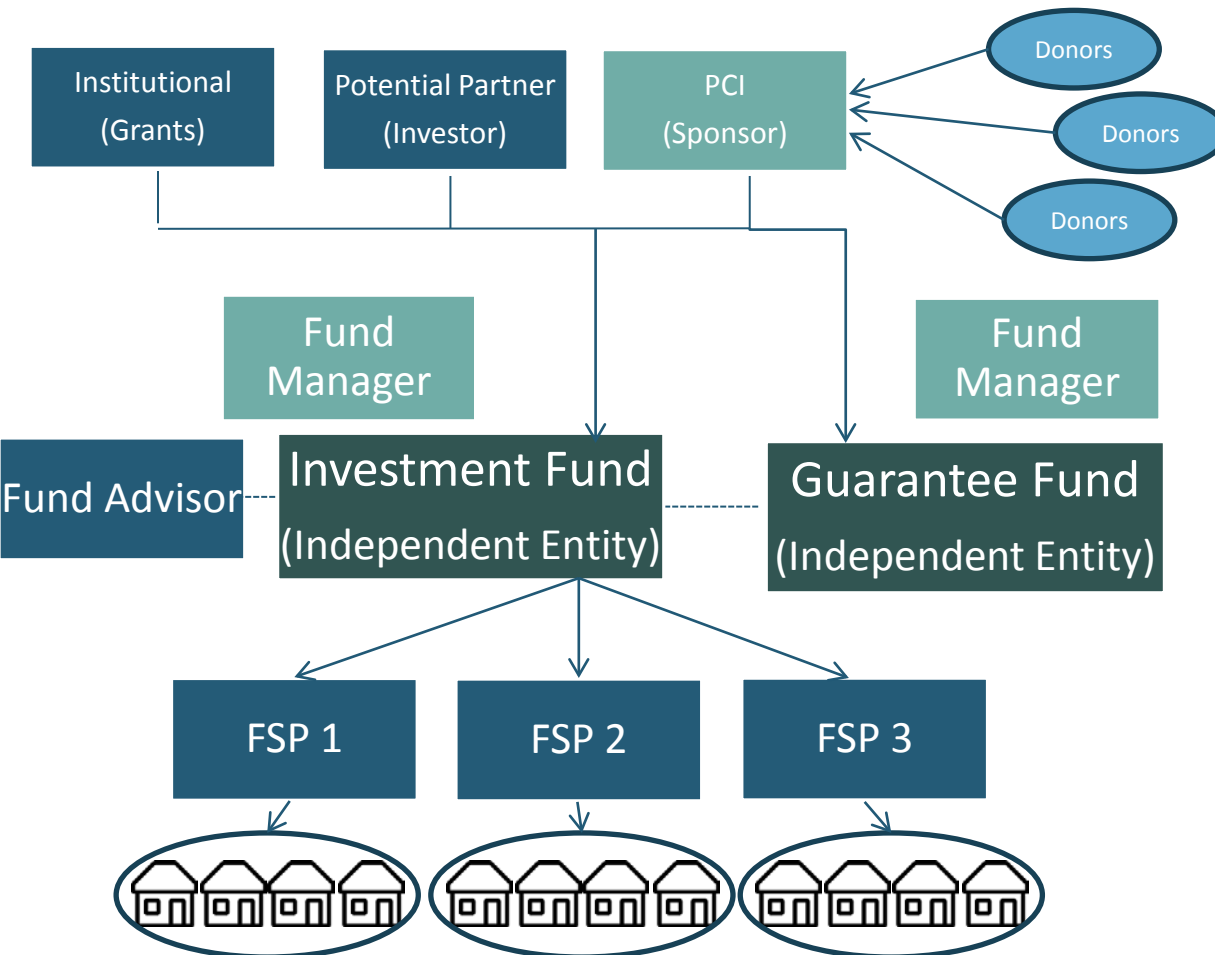 Institutional
(Grants)
Potential Partner
(Investor)
PCI
(Sponsor)
Donors
Donors
Donors
Fund
Manager
Fund
Manager
Fund Advisor
Investment Fund
(Independent Entity)
Guarantee Fund
(Independent Entity)
FSP 1
FSP 2
FSP 3